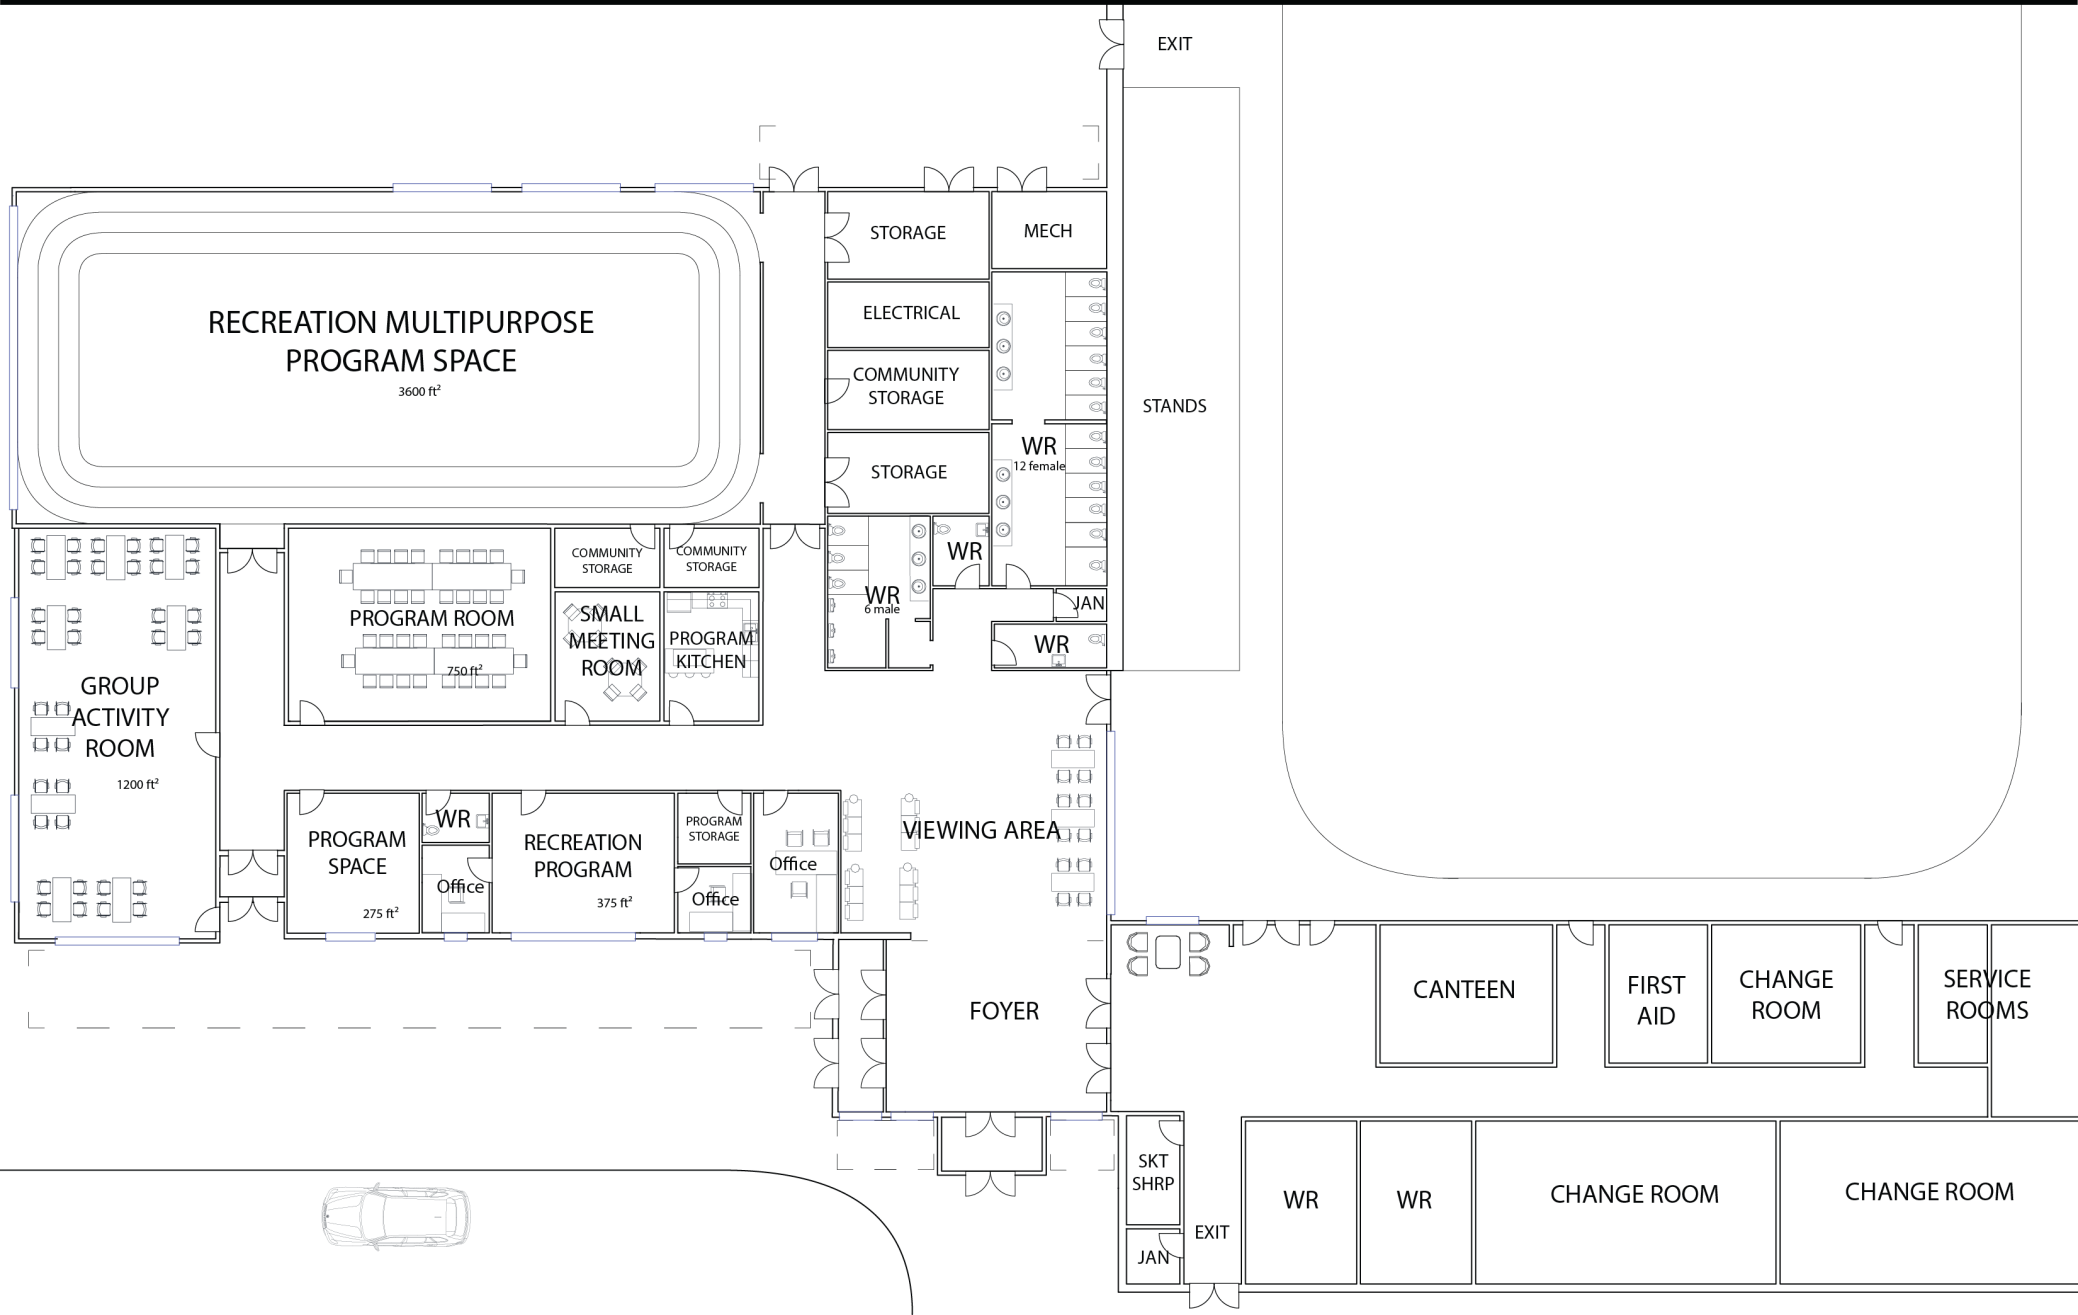 EXIT
STORAGE
MECH
RECREATION MULTIPURPOSE
PROGRAM SPACE
3600 ft²
ELECTRICAL
COMMUNITY
STORAGE
STANDS
WR
12 female
STORAGE
COMMUNITY
STORAGE
COMMUNITY
STORAGE
WR
WR
6 male
JAN
PROGRAM ROOM
750 ft²
SMALL
MEETING
ROOM
PROGRAM
KITCHEN
WR
GROUP
ACTIVITY
ROOM
1200 ft²
PROGRAM
SPACE
275 ft²
WR
Office
RECREATION
PROGRAM
375 ft²
PROGRAM
STORAGE
Office
Office
VIEWING AREA
FOYER
CANTEEN
FIRST
AID
CHANGE
ROOM
SERVICE
ROOMS
SKT
SHRP
JAN
EXIT
WR
WR
CHANGE ROOM
CHANGE ROOM